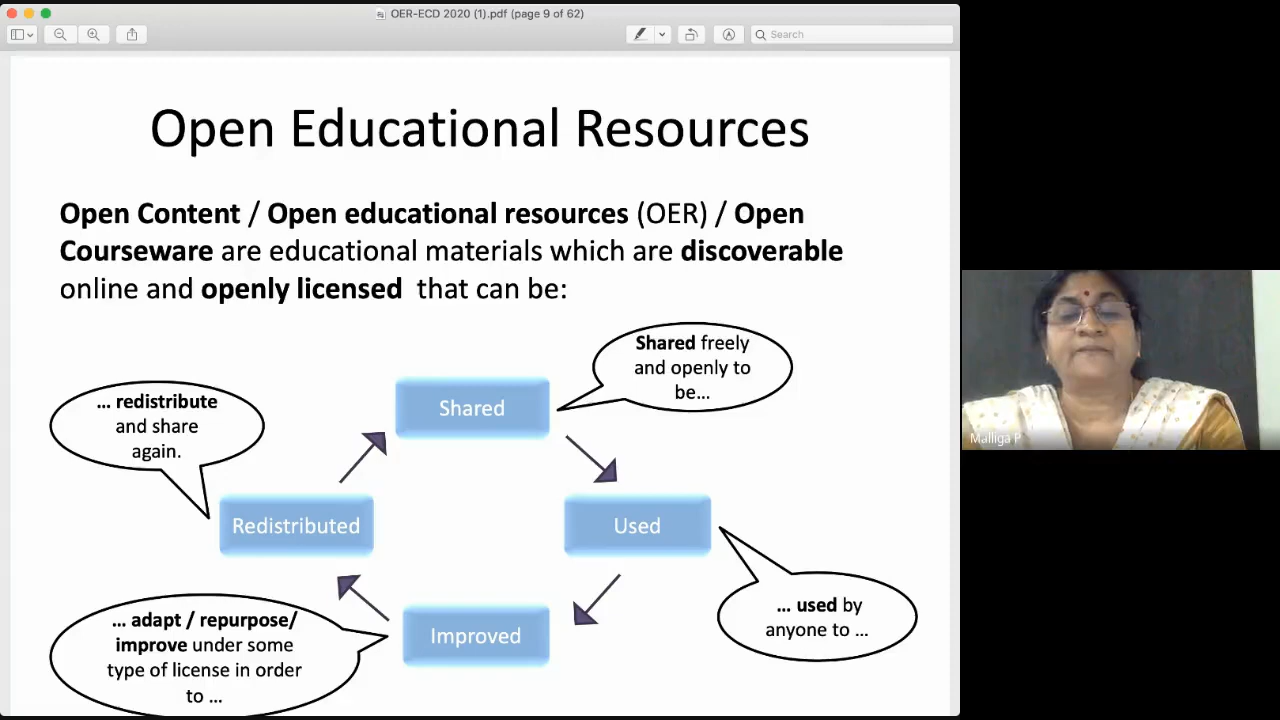 OER-ECD 2020 (1).pdf (page 9 of 62)
Search
Open Educational Resources
Open Content / Open educational resources (OER) / Open
Courseware are educational materials which are discoverable
online and openly licensed that can be:
Shared freely
and openly to
be...
Shared
... redistribute
and share
again.
Redistributed
Used
... used by
anyone to ...
Improved
... adapt / repurpose/
improve under some
type of license in order
to ...
Malliga P